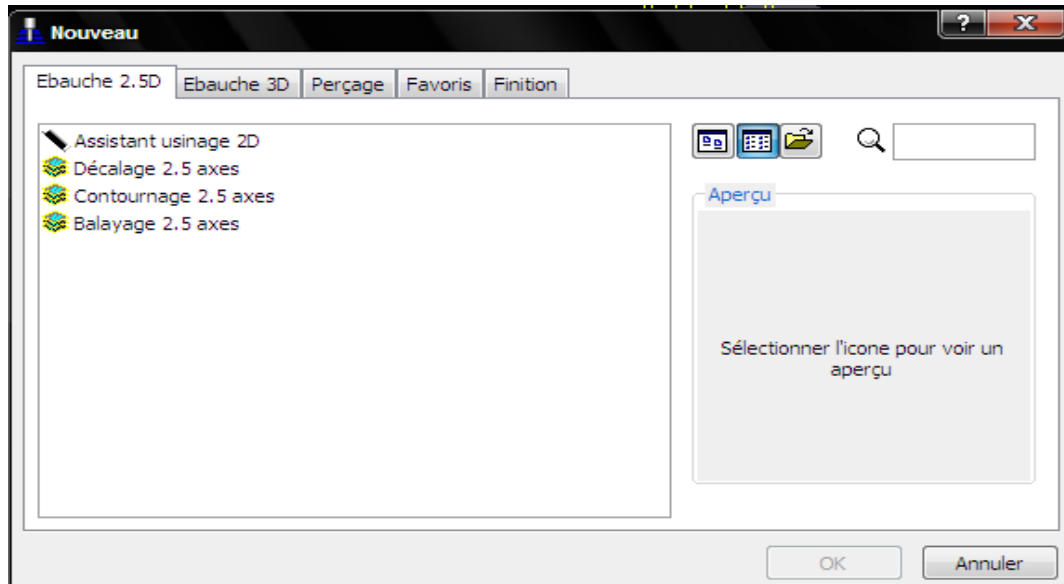 Nouveau
?
Ebauche 2.5D Ebauche 3D Perçage Favoris Finition
Assistant usinage 2D
Décalage 2.5 axes
Contournage 2.5 axes
Balayage 2.5 axes
Aperçu
Sélectionner l'icone pour voir un
aperçu
OK Annuler